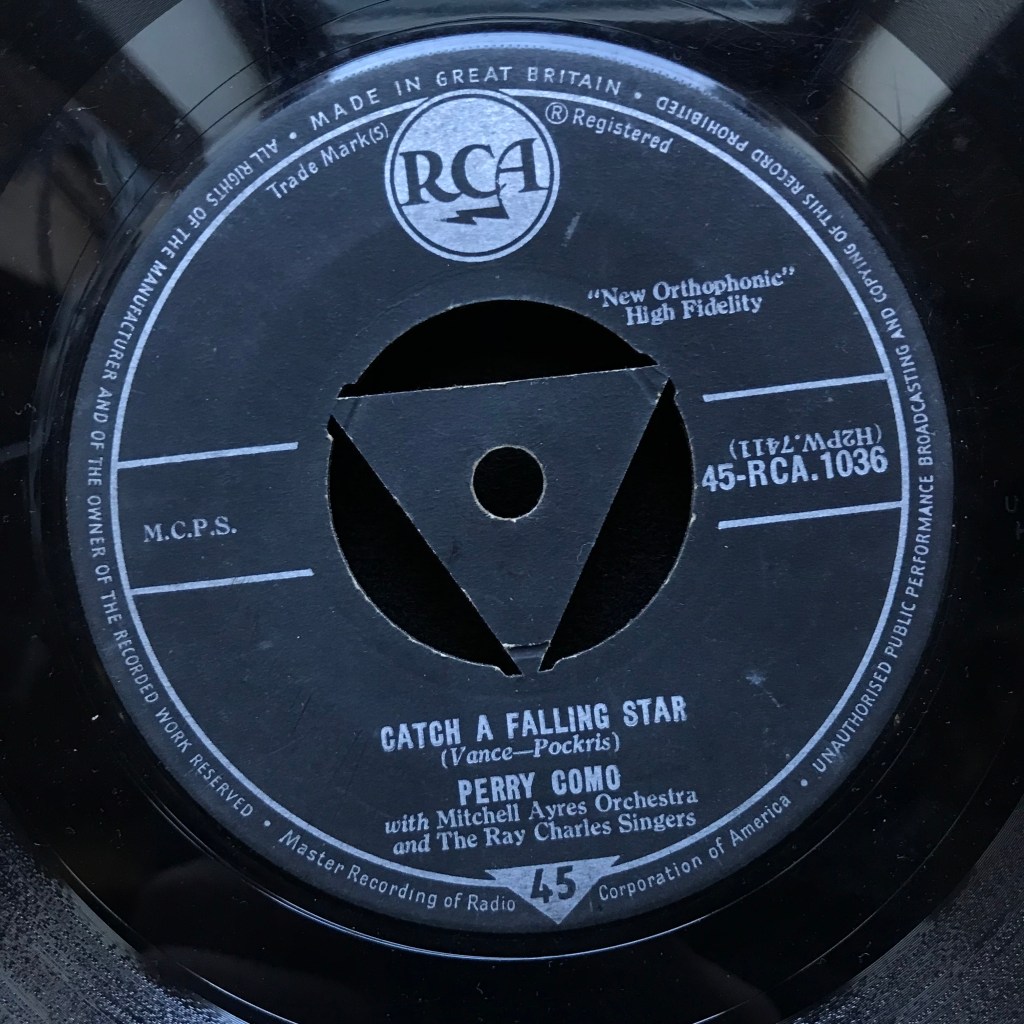 ALL RIGHTS OF THE MANUFACTURER AND OF THE OWNER OF THE RECORDED WORK RESERVED • MADE IN GREAT BRITAIN • UNAUTHORISED PUBLIC PERFORMANCE BROADCASTING AND COPYING OF THIS RECORD PROHIBITED
Trade Mark(s)
RCA
® Registered
"New Orthophonic"
High Fidelity
(H2PW.7411)
45-RCA.1036
M.C.P.S.
CATCH A FALLING STAR
(Vance—Pockris)
PERRY COMO
with Mitchell Ayres Orchestra
and The Ray Charles Singers
• Master Recording of Radio Corporation of America •
45